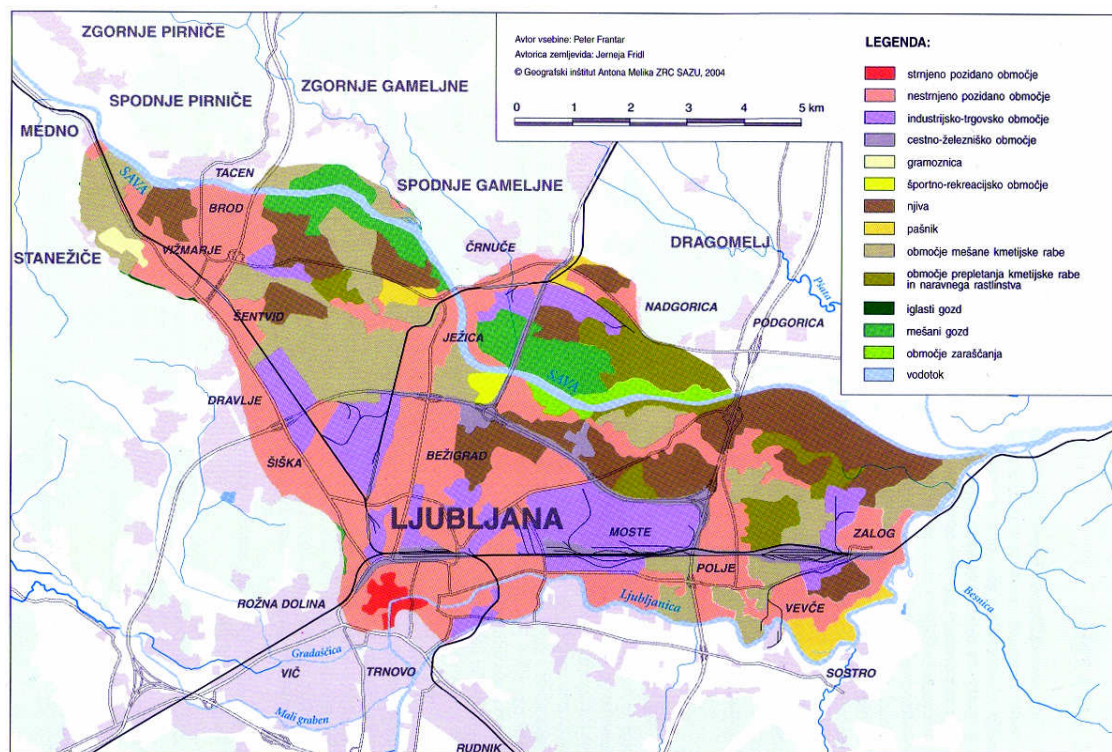 Avtor vsebine: Peter Frantar
Avtorica zemljevida: Jerneja Fridl
© Geografski inštitut Antona Melika ZRC SAZU, 2004
0 1 2 3 4 5 km
LEGENDA:
strnjeno pozidano območje
nestrnjeno pozidano območje
industrijsko-trgovsko območje
cestno-železniško območje
gramoznica
športno-rekreacijsko območje
njiva
pašnik
območje mešane kmetijske rabe
območje prepletanja kmetijske rabe
in naravnega rastlinstva
iglasti gozd
mešani gozd
območje zaraščanja
vodotok
ZGORNJE PIRNIČE
ZGORNJE GAMELJNE
SPODNJE PIRNIČE
MEDNO
TACEN
SAVA
SPODNJE GAMELJNE
BROD
ČRNUČE
DRAGOMELJ
VIŽMARJE
STANEŽIČE
Pšata
NADGORICA
ŠENTVID
PODGORICA
JEŽICA
SAVA
DRAVLJE
ŠIŠKA
BEŽIGRAD
LJUBLJANA
MOSTE
ZALOG
POLJE
ROŽNA DOLINA
Ljubljanica
VEVČE
Besnica
Gradaščica
VIČ
TRNOVO
SOSTRO
Mali graben
RUDNIK